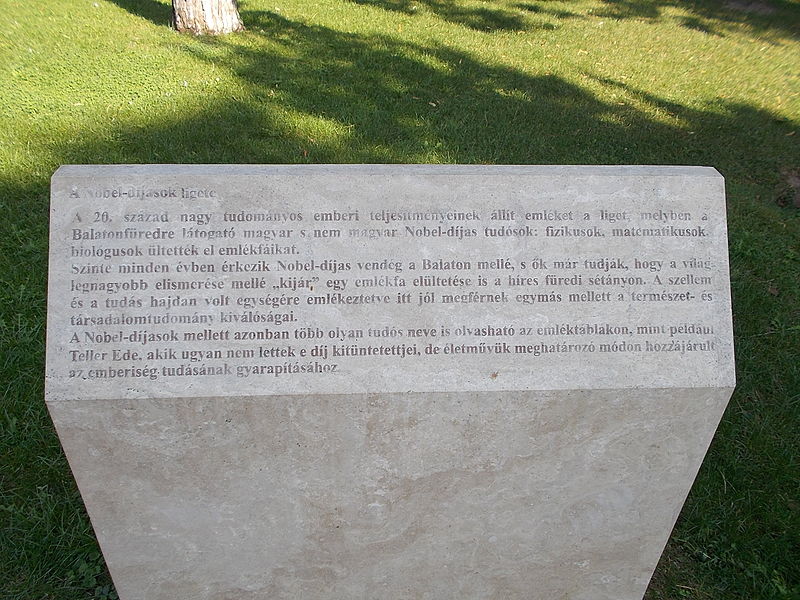 A Nobel-díjasok ligete
A 20. század nagy tudományos emberi teljesítményeinek állít emléket a liget, melyben a
Balatonfüredre látogató magyar s nem magyar Nobel-díjas tudósok: fizikusok, matematikusok,
biológusok ültették el emlékfáikat.
Szinte minden évben érkezik Nobel-díjas vendég a Balaton mellé, s ők már tudják, hogy a világ
legnagyobb elismerése mellé „kijár” egy emlékfa elültetése is a híres füredi sétányon. A szellem
és a tudás hajdan volt egységére emlékeztetve itt jól megférnek egymás mellett a természet- és
társadalomtudomány kiválóságai.
A Nobel-díjasok mellett azonban több olyan tudós neve is olvasható az emléktáblákon, mint például
Teller Ede, akik ugyan nem lettek e díj kitüntetettjei, de életművük meghatározó módon hozzájárult
az emberiség tudásának gyarapításához